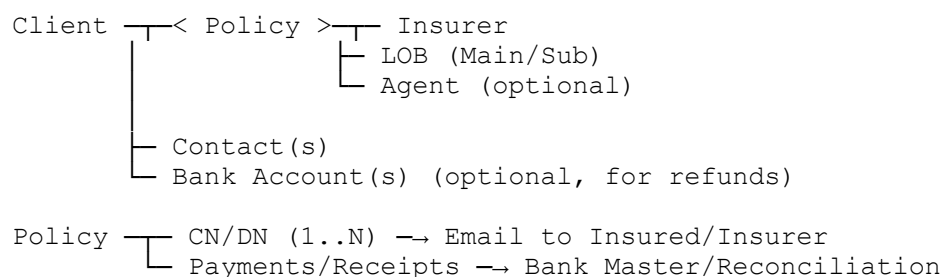 Client ─┬─< Policy >─┬─ Insurer
├─ LOB (Main/Sub)
└─ Agent (optional)
├─ Contact(s)
└─ Bank Account(s) (optional, for refunds)
Policy ─┬─ CN/DN (1..N) ─→ Email to Insured/Insurer
└─ Payments/Receipts ─→ Bank Master/Reconciliation